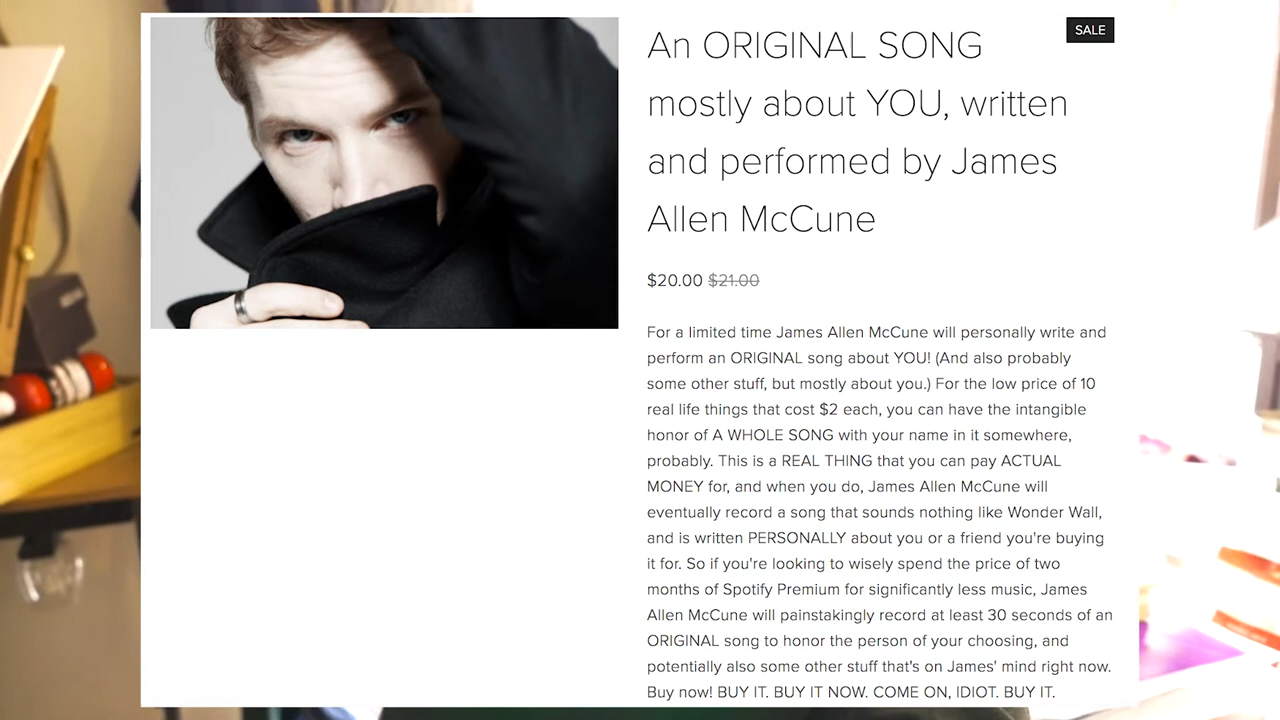 An ORIGINAL SONG
SALE
mostly about YOU, written
and performed by James
Allen McCune
$20.00 $21.00
For a limited time James Allen McCune will personally write and
perform an ORIGINAL song about YOU! (And also probably
some other stuff, but mostly about you.) For the low price of 10
real life things that cost $2 each, you can have the intangible
honor of A WHOLE SONG with your name in it somewhere,
probably. This is a REAL THING that you can pay ACTUAL
MONEY for, and when you do, James Allen McCune will
eventually record a song that sounds nothing like Wonder Wall,
and is written PERSONALLY about you or a friend you're buying
it for. So if you're looking to wisely spend the price of two
months of Spotify Premium for significantly less music, James
Allen McCune will painstakingly record at least 30 seconds of an
ORIGINAL song to honor the person of your choosing, and
potentially also some other stuff that's on James' mind right now.
Buy now! BUY IT. BUY IT NOW. COME ON, IDIOT. BUY IT.